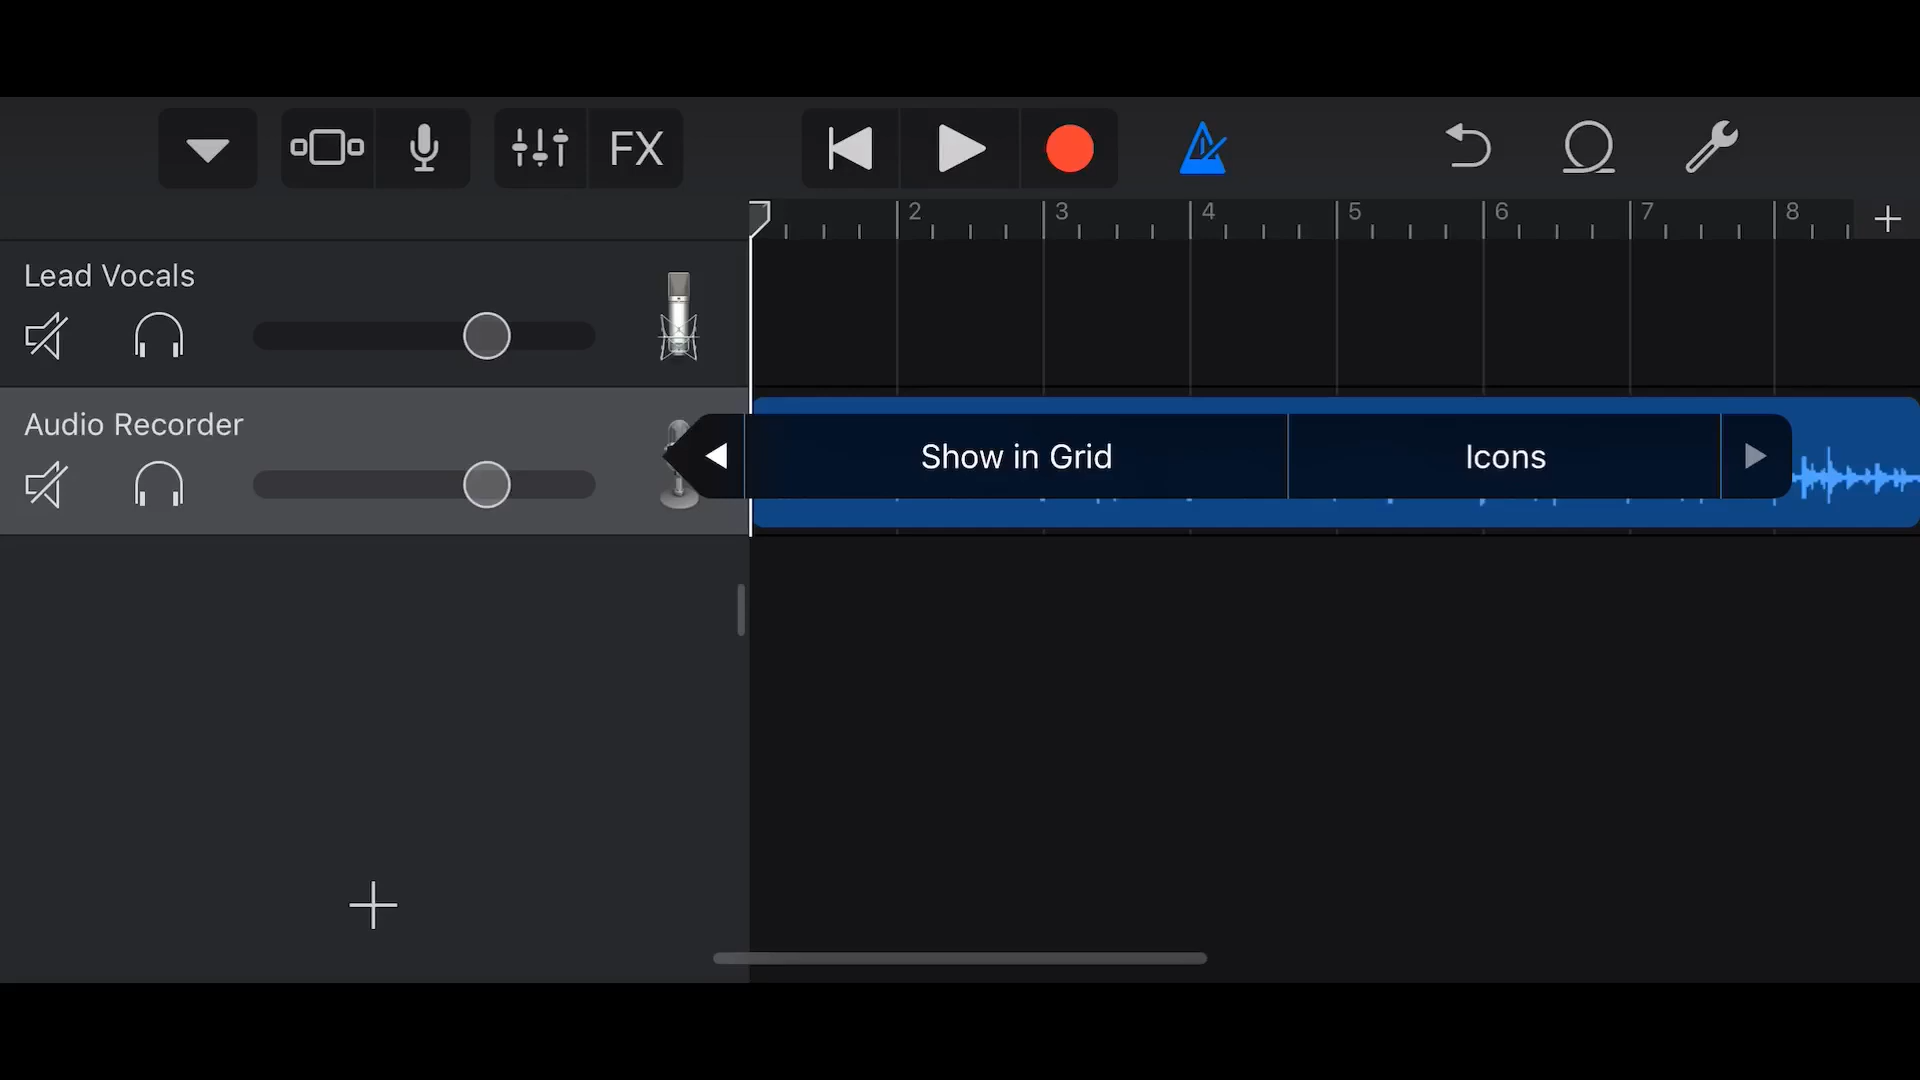 FX
2 3 4 5 6 7 8
Lead Vocals
Audio Recorder
Show in Grid
Icons